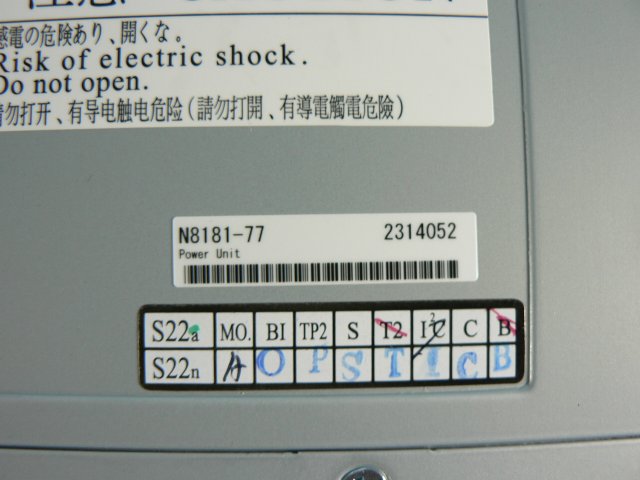 感電の危険あり、開くな。
Risk of electric shock.
Do not open.
请勿打开、有导电触电危险(請勿打開、有導電觸電危險)
N8181-77 2314052
Power Unit
S22a MO. BI TP2 S T2 I²C C B
S22n A O P S T I C B